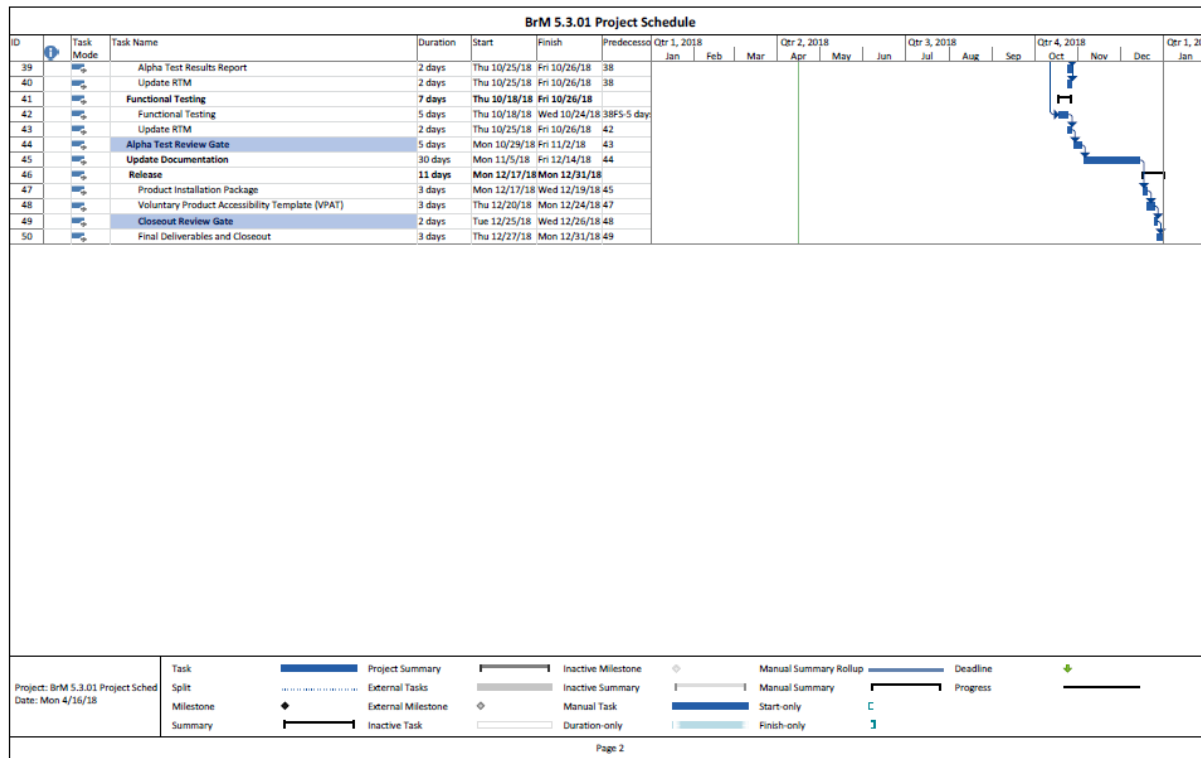 BrM 5.3.01 Project Schedule
ID Task Mode Task Name Duration Start Finish Predecesso Qtr 1, 2018 Qtr 2, 2018 Qtr 3, 2018 Qtr 4, 2018 Qtr 1, 20
Jan Feb Mar Apr May Jun Jul Aug Sep Oct Nov Dec Jan
39 Alpha Test Results Report 2 days Thu 10/25/18 Fri 10/26/18 38
40 Update RTM 2 days Thu 10/25/18 Fri 10/26/18 38
41 Functional Testing 7 days Thu 10/18/18 Fri 10/26/18
42 Functional Testing 5 days Thu 10/18/18 Wed 10/24/18 38FS-5 day
43 Update RTM 2 days Thu 10/25/18 Fri 10/26/18 42
44 Alpha Test Review Gate 5 days Mon 10/29/18 Fri 11/2/18 43
45 Update Documentation 30 days Mon 11/5/18 Fri 12/14/18 44
46 Release 11 days Mon 12/17/18 Mon 12/31/18
47 Product Installation Package 3 days Mon 12/17/18 Wed 12/19/18 45
48 Voluntary Product Accessibility Template (VPAT) 3 days Thu 12/20/18 Mon 12/24/18 47
49 Closeout Review Gate 2 days Tue 12/25/18 Wed 12/26/18 48
50 Final Deliverables and Closeout 3 days Thu 12/27/18 Mon 12/31/18 49
Project: BrM 5.3.01 Project Sched
Date: Mon 4/16/18
Task Project Summary Inactive Milestone Manual Summary Rollup Deadline
Split External Tasks Inactive Summary Manual Summary Progress
Milestone External Milestone Manual Task Start-only
Summary Inactive Task Duration-only Finish-only
Page 2